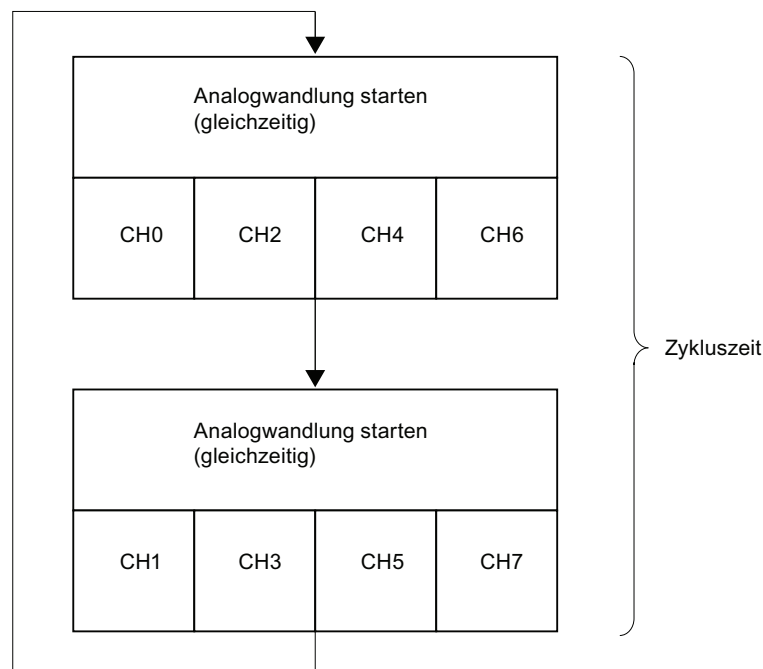 Analogwandlung starten
(gleichzeitig)
CH0 CH2 CH4 CH6
Zykluszeit
Analogwandlung starten
(gleichzeitig)
CH1 CH3 CH5 CH7